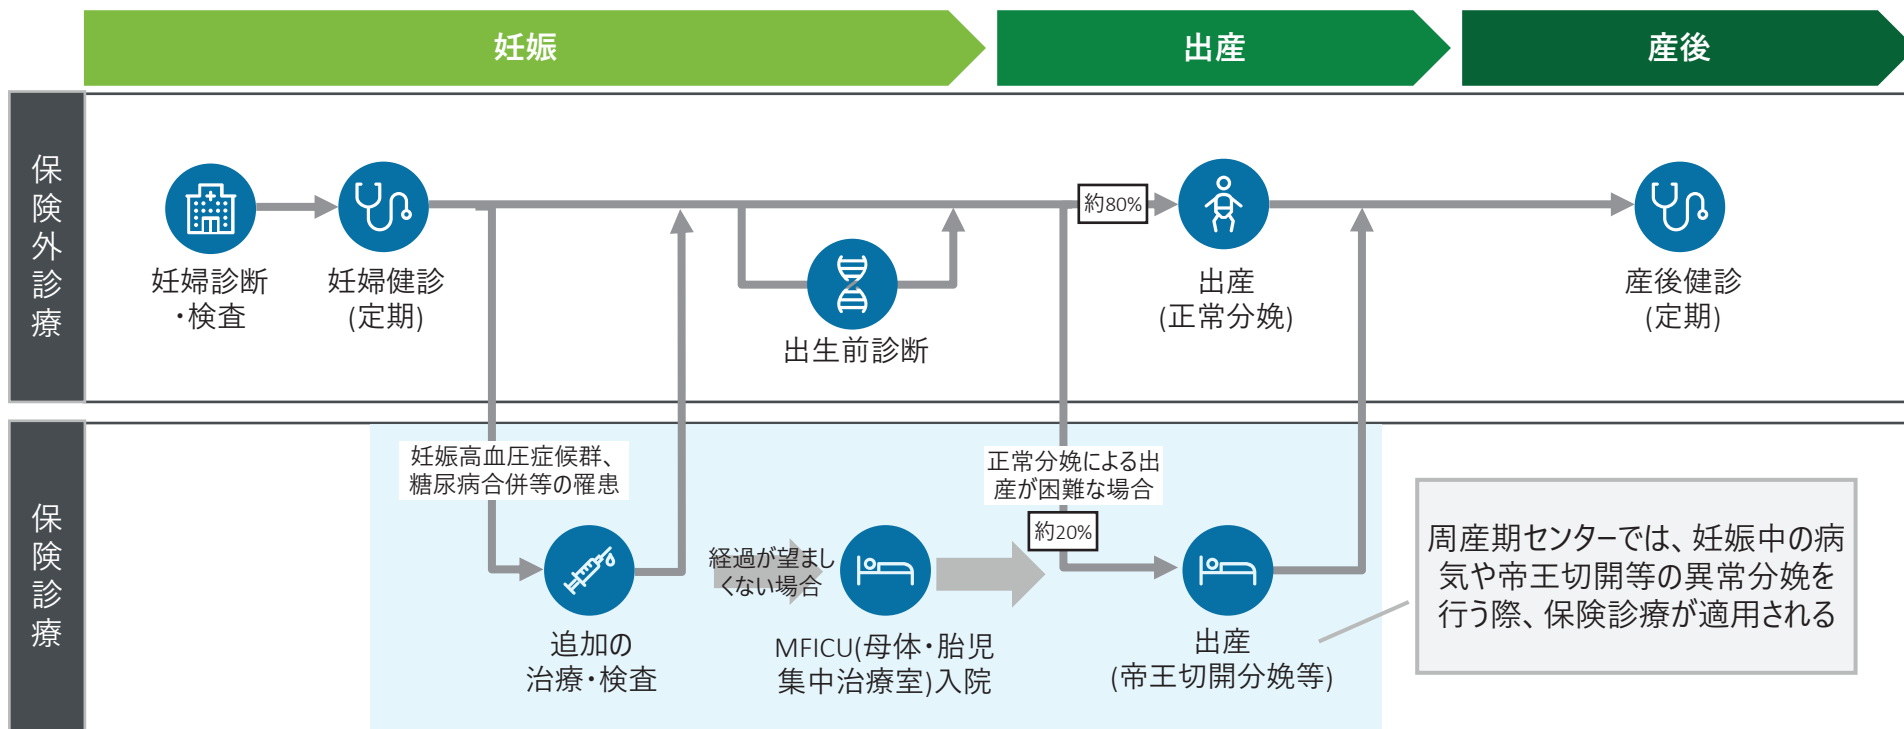 妊娠
出産
産後
保険外診療
妊婦診断
・検査
妊婦健診
(定期)
出生前診断
約80%
出産
(正常分娩)
産後健診
(定期)
保険診療
妊娠高血圧症候群、
糖尿病合併等の罹患
追加の
治療・検査
経過が望まし
くない場合
MFICU(母体・胎児
集中治療室)入院
正常分娩による出
産が困難な場合
約20%
出産
(帝王切開分娩等)
周産期センターでは、妊娠中の病
気や帝王切開等の異常分娩を
行う際、保険診療が適用される